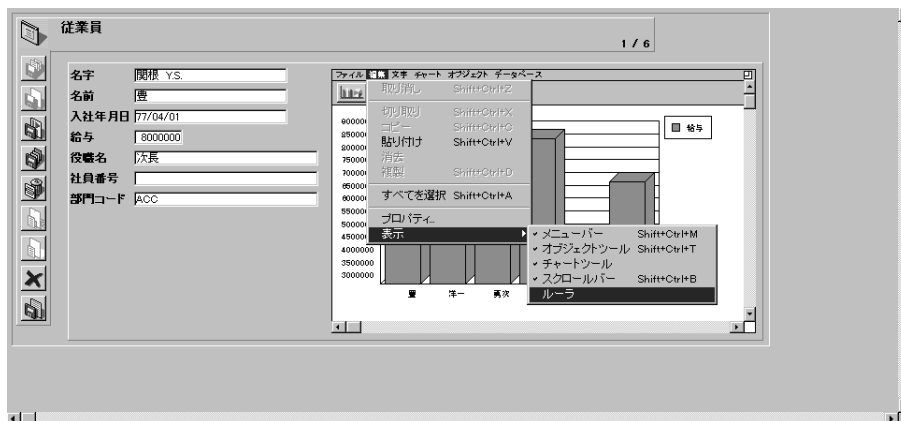 従業員
1 / 6
名字 関根 Y.S.
名前 豊
入社年月日 77/04/01
給与 8000000
役職名 次長
社員番号
部門コード ACC
ファイル 編集 文字 チャート オブジェクト データベース
取り消し Shift+Ctrl+Z
切り取り Shift+Ctrl+X
コピー Shift+Ctrl+C
貼り付け Shift+Ctrl+V
消去
複製 Shift+Ctrl+D
すべてを選択 Shift+Ctrl+A
プロパティ...
表示
メニューバー Shift+Ctrl+M
オブジェクトツール Shift+Ctrl+T
チャートツール
スクロールバー Shift+Ctrl+B
ルーラ
給与
4000000
3500000
3000000
豊 洋一 勇次